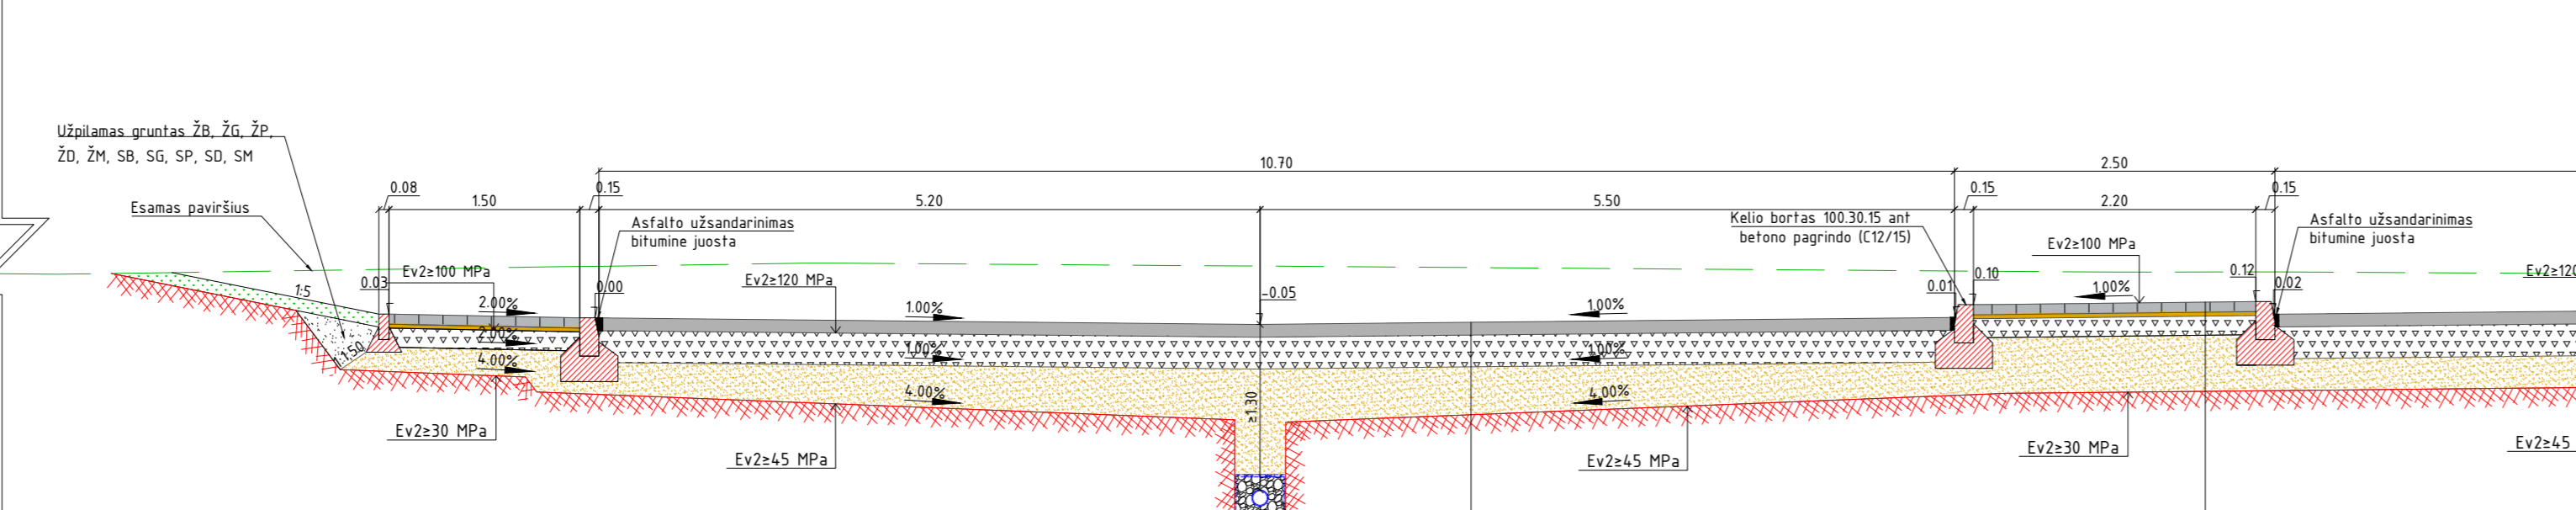 10.70
2.50
Užpilamas gruntas ŽB, ŽG, ŽP,
ŽD, ŽM, SB, SG, SP, SD, SM
0.08
0.15
0.15
0.15
Esamas paviršius
1.50
5.20
5.50
2.20
Asfalto užsandarinimas
bitumine juosta
Kelio bortas 100.30.15 ant
betono pagrindo (C12/15)
Asfalto užsandarinimas
bitumine juosta
Ev2≥100 MPa
Ev2≥120 MPa
Ev2≥100 MPa
Ev2≥120
0.03
0.00
-0.05
0.01
0.10
0.12
0.02
1:5
2.00%
1.00%
1.00%
1.00%
2.00%
1:1.50
4.00%
1.00%
1.00%
4.00%
4.00%
≥1.30
Ev2≥30 MPa
Ev2≥45 MPa
Ev2≥45 MPa
Ev2≥30 MPa
Ev2≥45